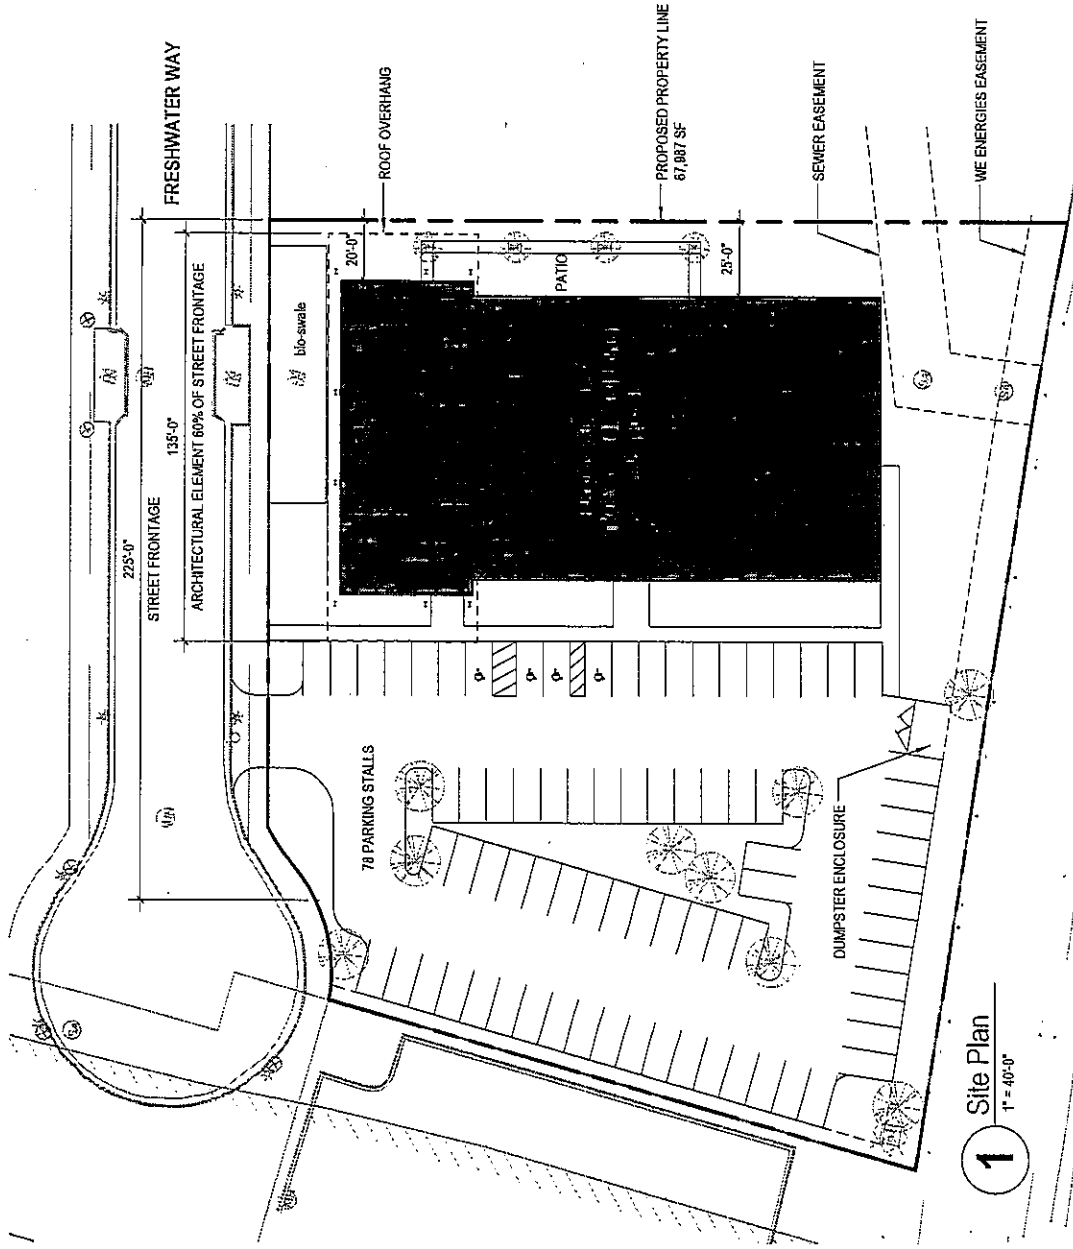 FRESHWATER WAY
225'-0"
STREET FRONTAGE
135'-0"
ARCHITECTURAL ELEMENT 60% OF STREET FRONTAGE
bio-swale
20'-0"
ROOF OVERHANG
PATIO
25'-0"
PROPOSED PROPERTY LINE
67,987 SF
SEWER EASEMENT
WE ENERGIES EASEMENT
78 PARKING STALLS
DUMPSTER ENCLOSURE
1
Site Plan
1" = 40'-0"